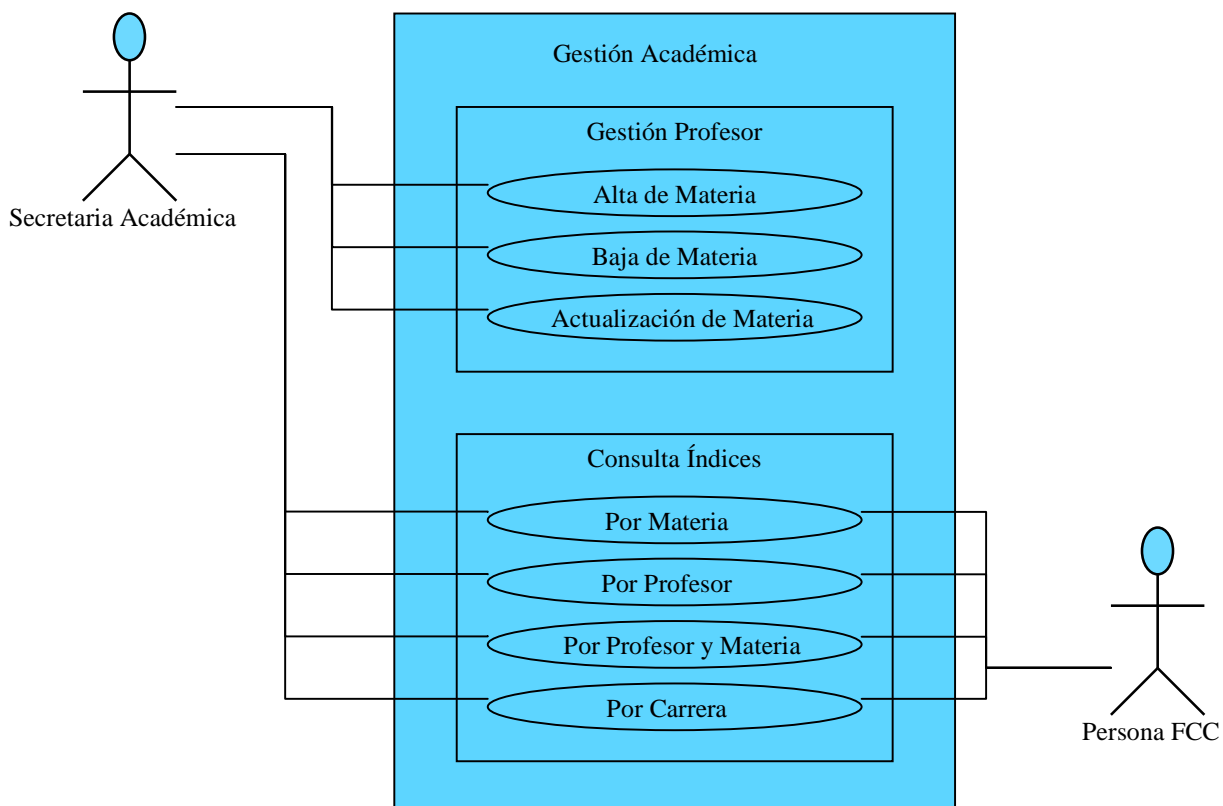 Gestión Académica
Gestión Profesor
Alta de Materia
Secretaria Académica
Baja de Materia
Actualización de Materia
Consulta Índices
Por Materia
Por Profesor
Por Profesor y Materia
Por Carrera
Persona FCC